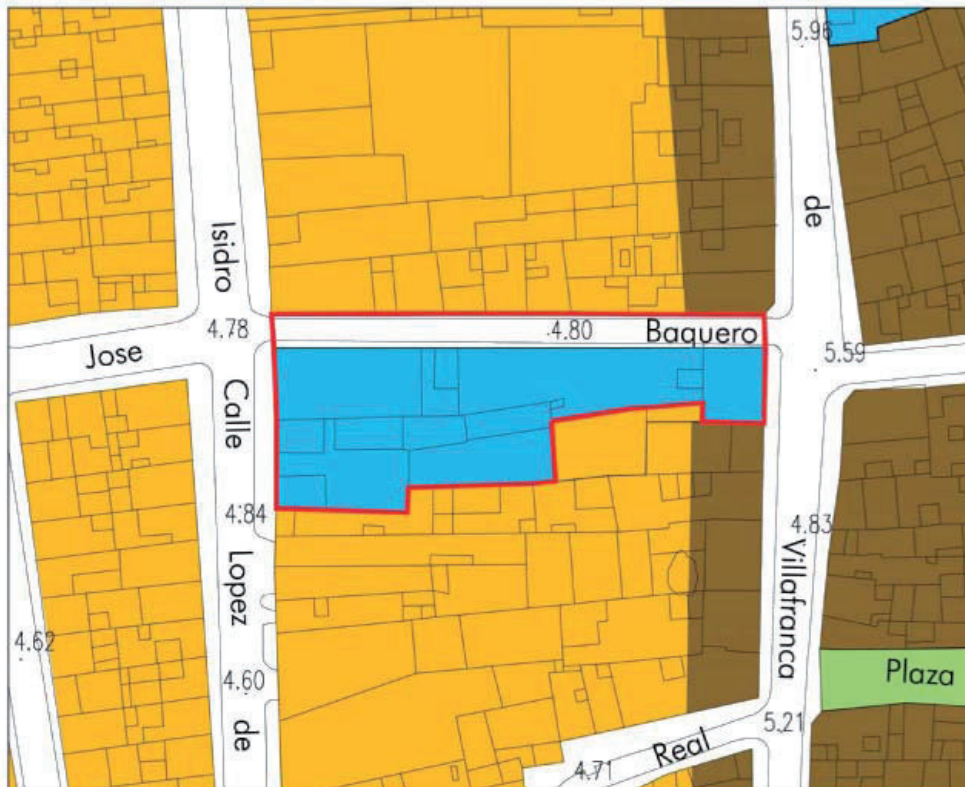 5.96
de
Isidro
4.78
4.80
Baquero
Jose
5.59
Calle
4.84
4.83
Lopez
Villafranca
4.62
4.60
Plaza
de
5.21
Real
4.71